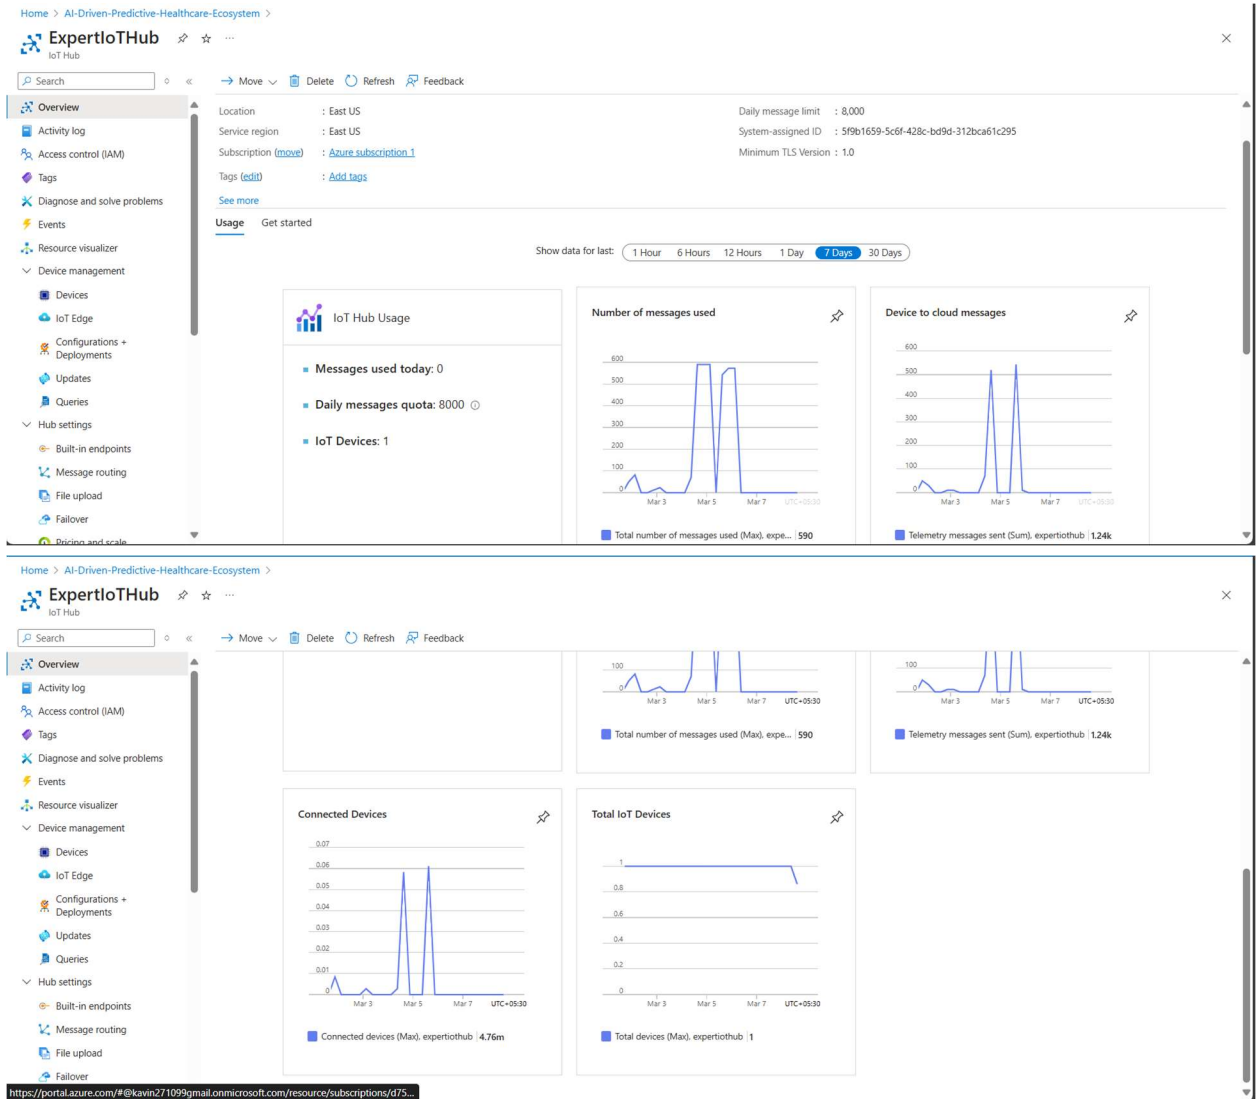 Home > AI-Driven-Predictive-Healthcare-Ecosystem >
ExpertIoTHub
IoT Hub
Search
Move Delete Refresh Feedback
Overview
Activity log
Access control (IAM)
Tags
Diagnose and solve problems
Events
Resource visualizer
Device management
Devices
IoT Edge
Configurations +
Deployments
Updates
Queries
Hub settings
Built-in endpoints
Message routing
File upload
Failover
Pricing and scale
Location : East US
Service region : East US
Subscription (move) : Azure subscription 1
Tags (edit) : Add tags
See more
Daily message limit : 8,000
System-assigned ID : 5f9b1659-5c6f-428c-bd9d-312bca61c295
Minimum TLS Version : 1.0
Usage Get started
Show data for last: 1 Hour 6 Hours 12 Hours 1 Day 7 Days 30 Days
IoT Hub Usage
Messages used today: 0
Daily messages quota: 8000
IoT Devices: 1
Number of messages used
600
500
400
300
200
100
0
Mar 3 Mar 5 Mar 7 UTC+05:30
Total number of messages used (Max), expe... 590
Device to cloud messages
600
500
400
300
200
100
0
Mar 3 Mar 5 Mar 7 UTC+05:30
Telemetry messages sent (Sum), expertiothub 1.24k
Home > AI-Driven-Predictive-Healthcare-Ecosystem >
ExpertIoTHub
IoT Hub
Search
Move Delete Refresh Feedback
Overview
Activity log
Access control (IAM)
Tags
Diagnose and solve problems
Events
Resource visualizer
Device management
Devices
IoT Edge
Configurations +
Deployments
Updates
Queries
Hub settings
Built-in endpoints
Message routing
File upload
Failover
100
0
Mar 3 Mar 5 Mar 7 UTC+05:30
Total number of messages used (Max), expe... 590
100
0
Mar 3 Mar 5 Mar 7 UTC+05:30
Telemetry messages sent (Sum), expertiothub 1.24k
Connected Devices
0.07
0.06
0.05
0.04
0.03
0.02
0.01
0
Mar 3 Mar 5 Mar 7 UTC+05:30
Connected devices (Max), expertiothub 4.76m
Total IoT Devices
1
0.8
0.6
0.4
0.2
0
Mar 3 Mar 5 Mar 7 UTC+05:30
Total devices (Max), expertiothub 1
https://portal.azure.com/#@kavin271099gmail.onmicrosoft.com/resource/subscriptions/d75...